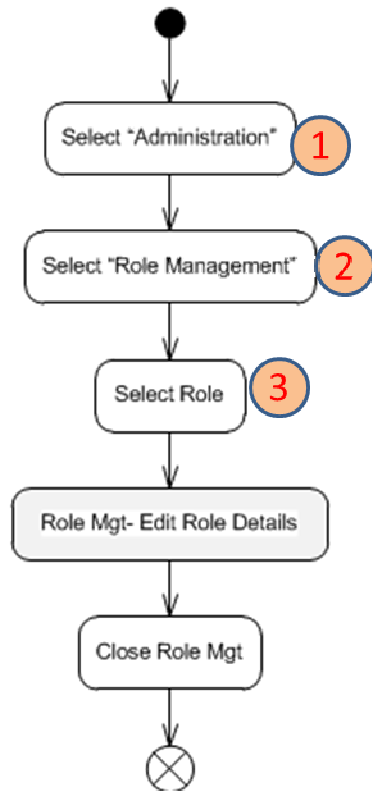 Select “Administration”
1
Select “Role Management”
2
Select Role
3
Role Mgt- Edit Role Details
Close Role Mgt